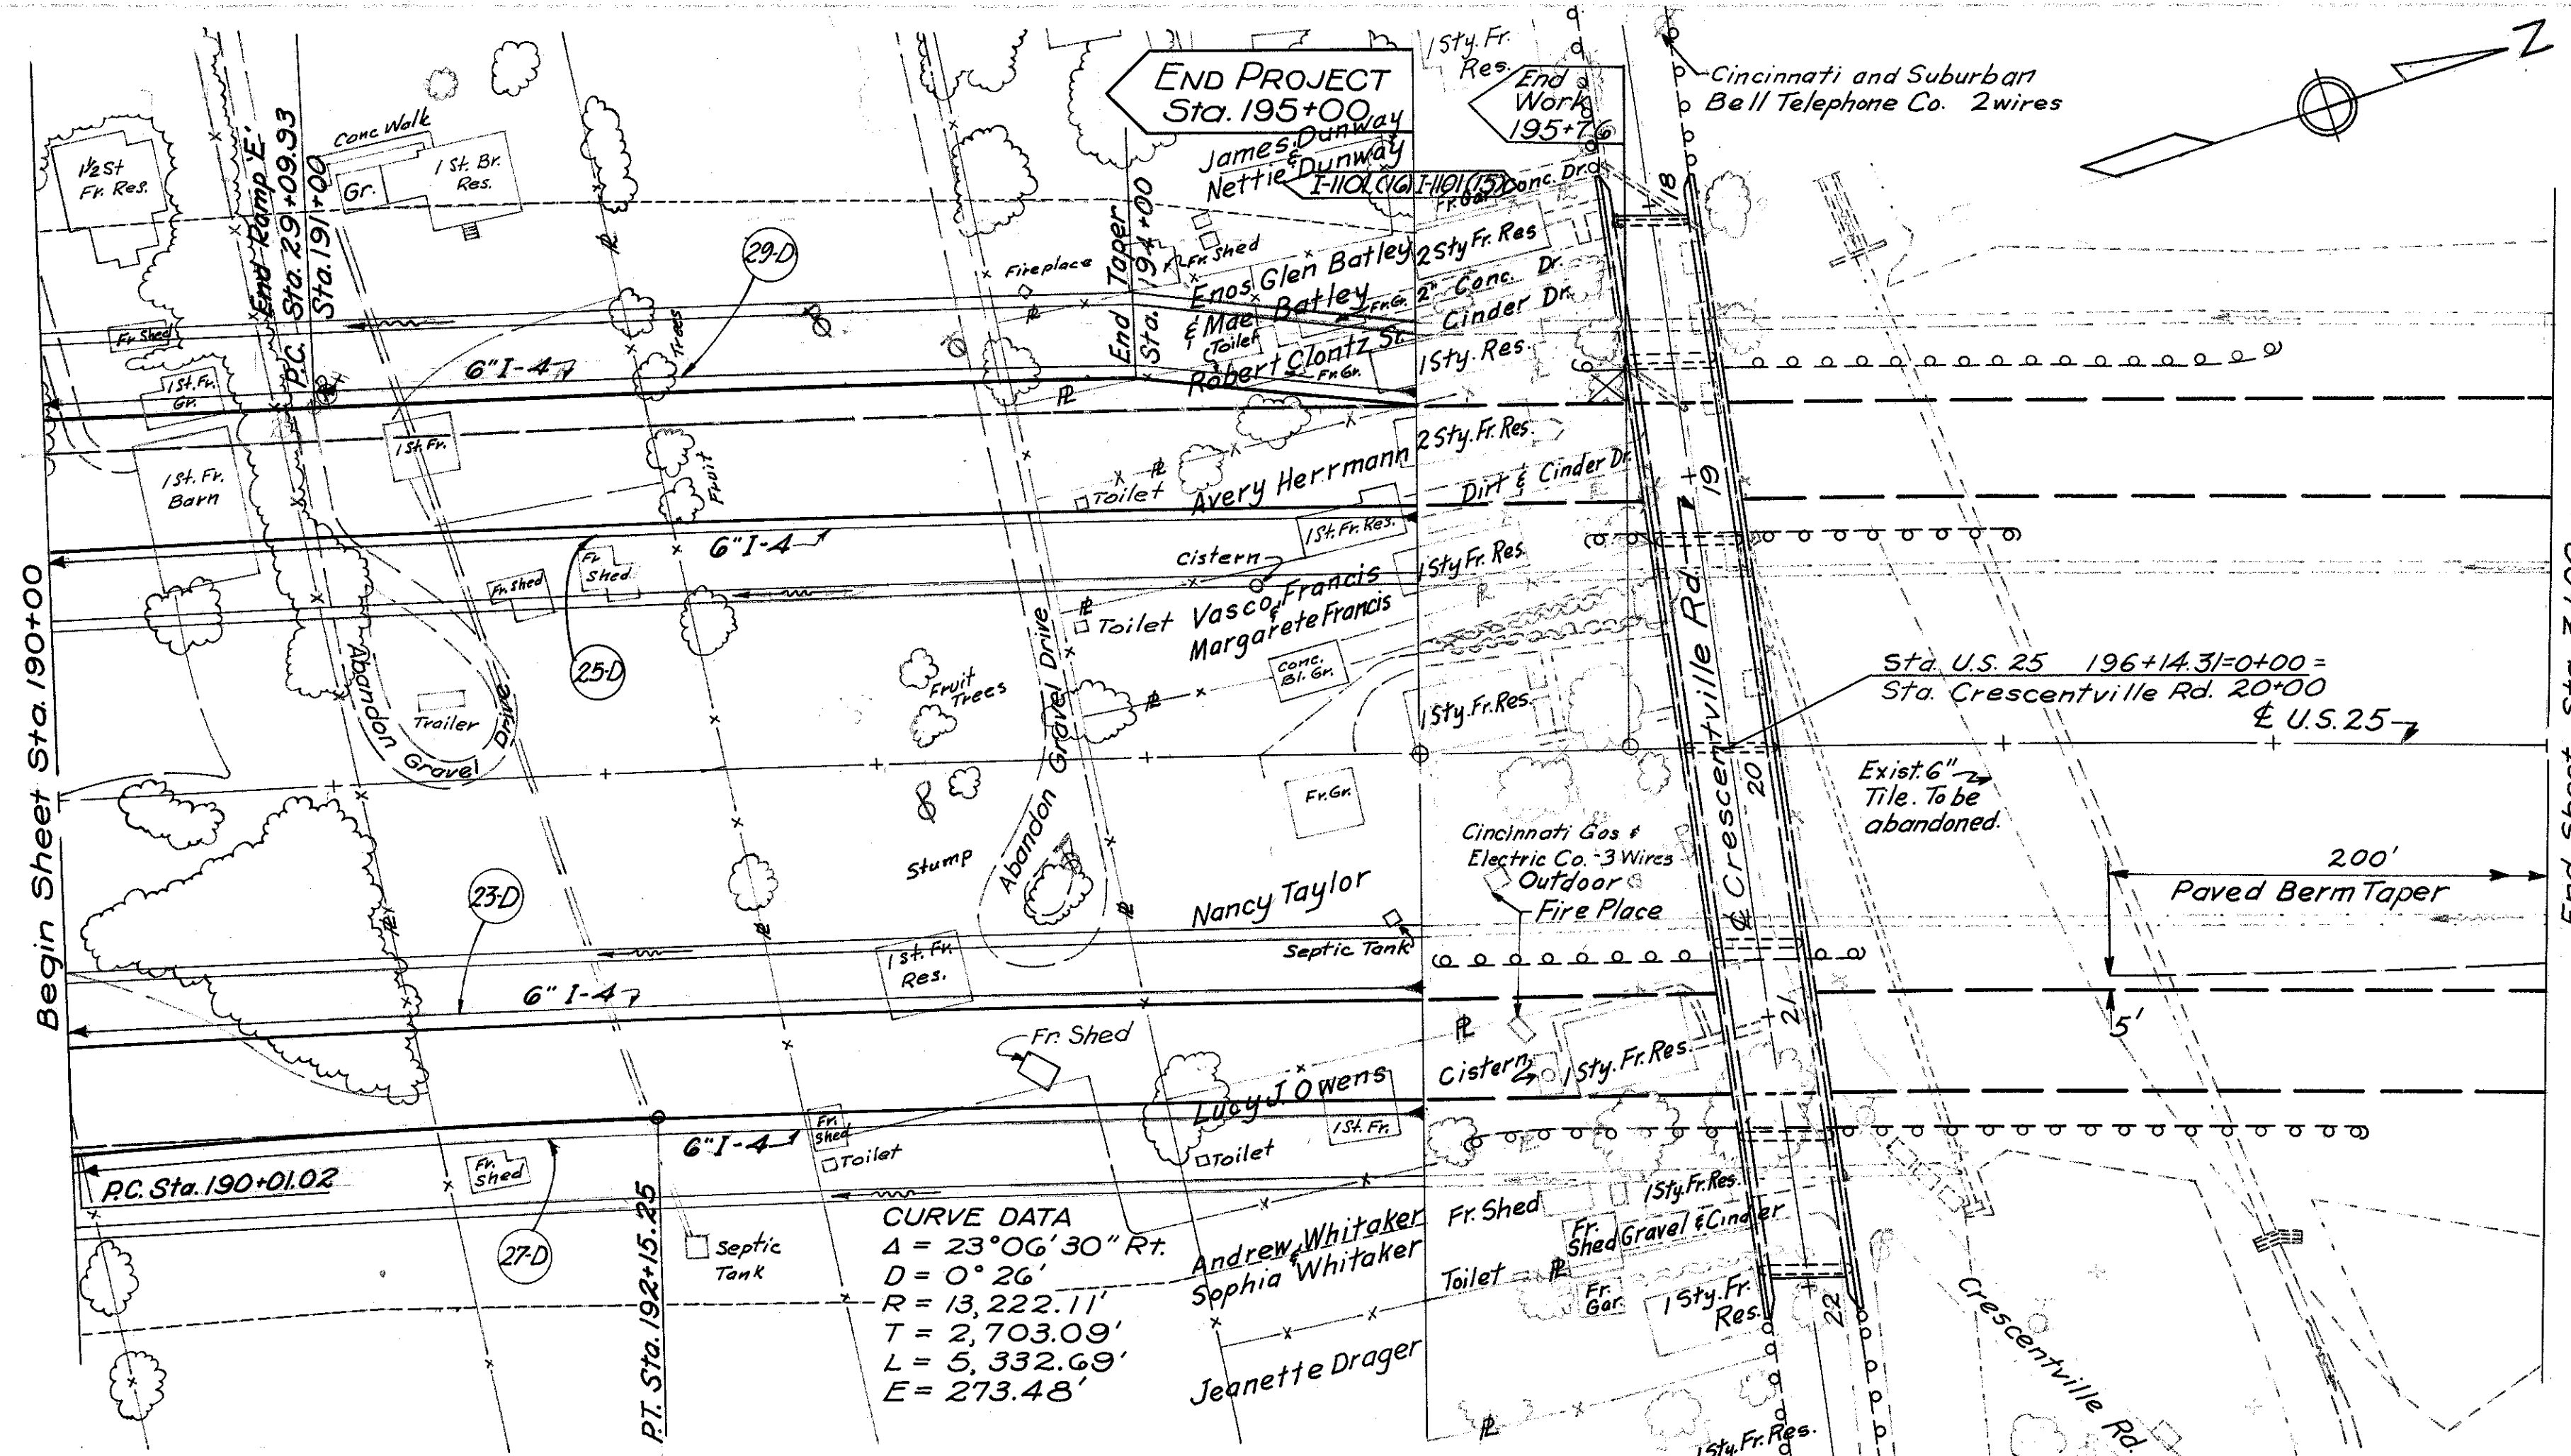 END PROJECT
Sta. 195+00
1 Sty. Fr.
Res.
End
Work
195+76
Cincinnati and Suburban
Bell Telephone Co. 2 wires
N
1½ St
Fr. Res.
End Ramp 'E'
P.C. Sta. 29+09.93
Sta. 191+00
Conc Walk
Gr.
1 St. Br.
Res.
James Dunway
&
Nettie Dunway
I-1101 (16)
I-1101 (15)
Conc. Dr.
Fr. Gar.
18
29-D
Fireplace
End Taper
Sta. 194+00
Fr. Shed
Enos Glen Batley
& Mae Batley
2 Sty Fr. Res
Fr. Gr.
2" Conc. Dr.
Cinder Dr.
Toilet
Robert Clontz Sr.
Fr. Gr.
1 Sty. Res.
Fr Shed
1 St. Fr.
Gr.
6" I-4
Trees
1 St. Fr.
Barn
1 St. Fr.
Fruit
PL
Toilet
Avery Herrmann
2 Sty. Fr. Res.
Dirt & Cinder Dr.
19
6" I-4
Fr
Shed
Fr. Shed
25-D
1 St. Fr. Res.
Cistern
1 Sty Fr. Res.
Toilet
Vasco Francis
&
Margarete Francis
Conc.
Bl. Gr.
Begin Sheet Sta. 190+00
Abandon Gravel Drive
Trailer
Fruit
Trees
Abandon Gravel Drive
1 Sty. Fr. Res.
Sta. U.S. 25 196+14.31=0+00 =
Sta. Crescentville Rd. 20+00
℄ U.S. 25
℄ Crescentville Rd.
20
Exist. 6"
Tile. To be
abandoned.
Fr. Gr.
Cincinnati Gas &
Electric Co. - 3 Wires
Outdoor
Fire Place
Stump
23-D
Nancy Taylor
Septic Tank
200'
Paved Berm Taper
5'
1 St. Fr.
Res.
6" I-4
21
Fr. Shed
PL
Cistern
1 Sty. Fr. Res.
Lucy J. Owens
1 St. Fr.
Fr.
Shed
6" I-4
Toilet
Toilet
P.C. Sta. 190+01.02
Fr.
Shed
27-D
P.T. Sta. 192+15.25
Septic
Tank
CURVE DATA
Δ = 23°06'30" Rt.
D = 0° 26'
R = 13,222.11'
T = 2,703.09'
L = 5,332.69'
E = 273.48'
Andrew Whitaker
&
Sophia Whitaker
Jeanette Drager
Fr. Shed
1 Sty. Fr. Res.
Fr.
Shed
Gravel & Cinder
Toilet
PL
Fr.
Gar.
1 Sty. Fr.
Res.
22
Crescentville Rd.
PL
1 Sty. Fr. Res.